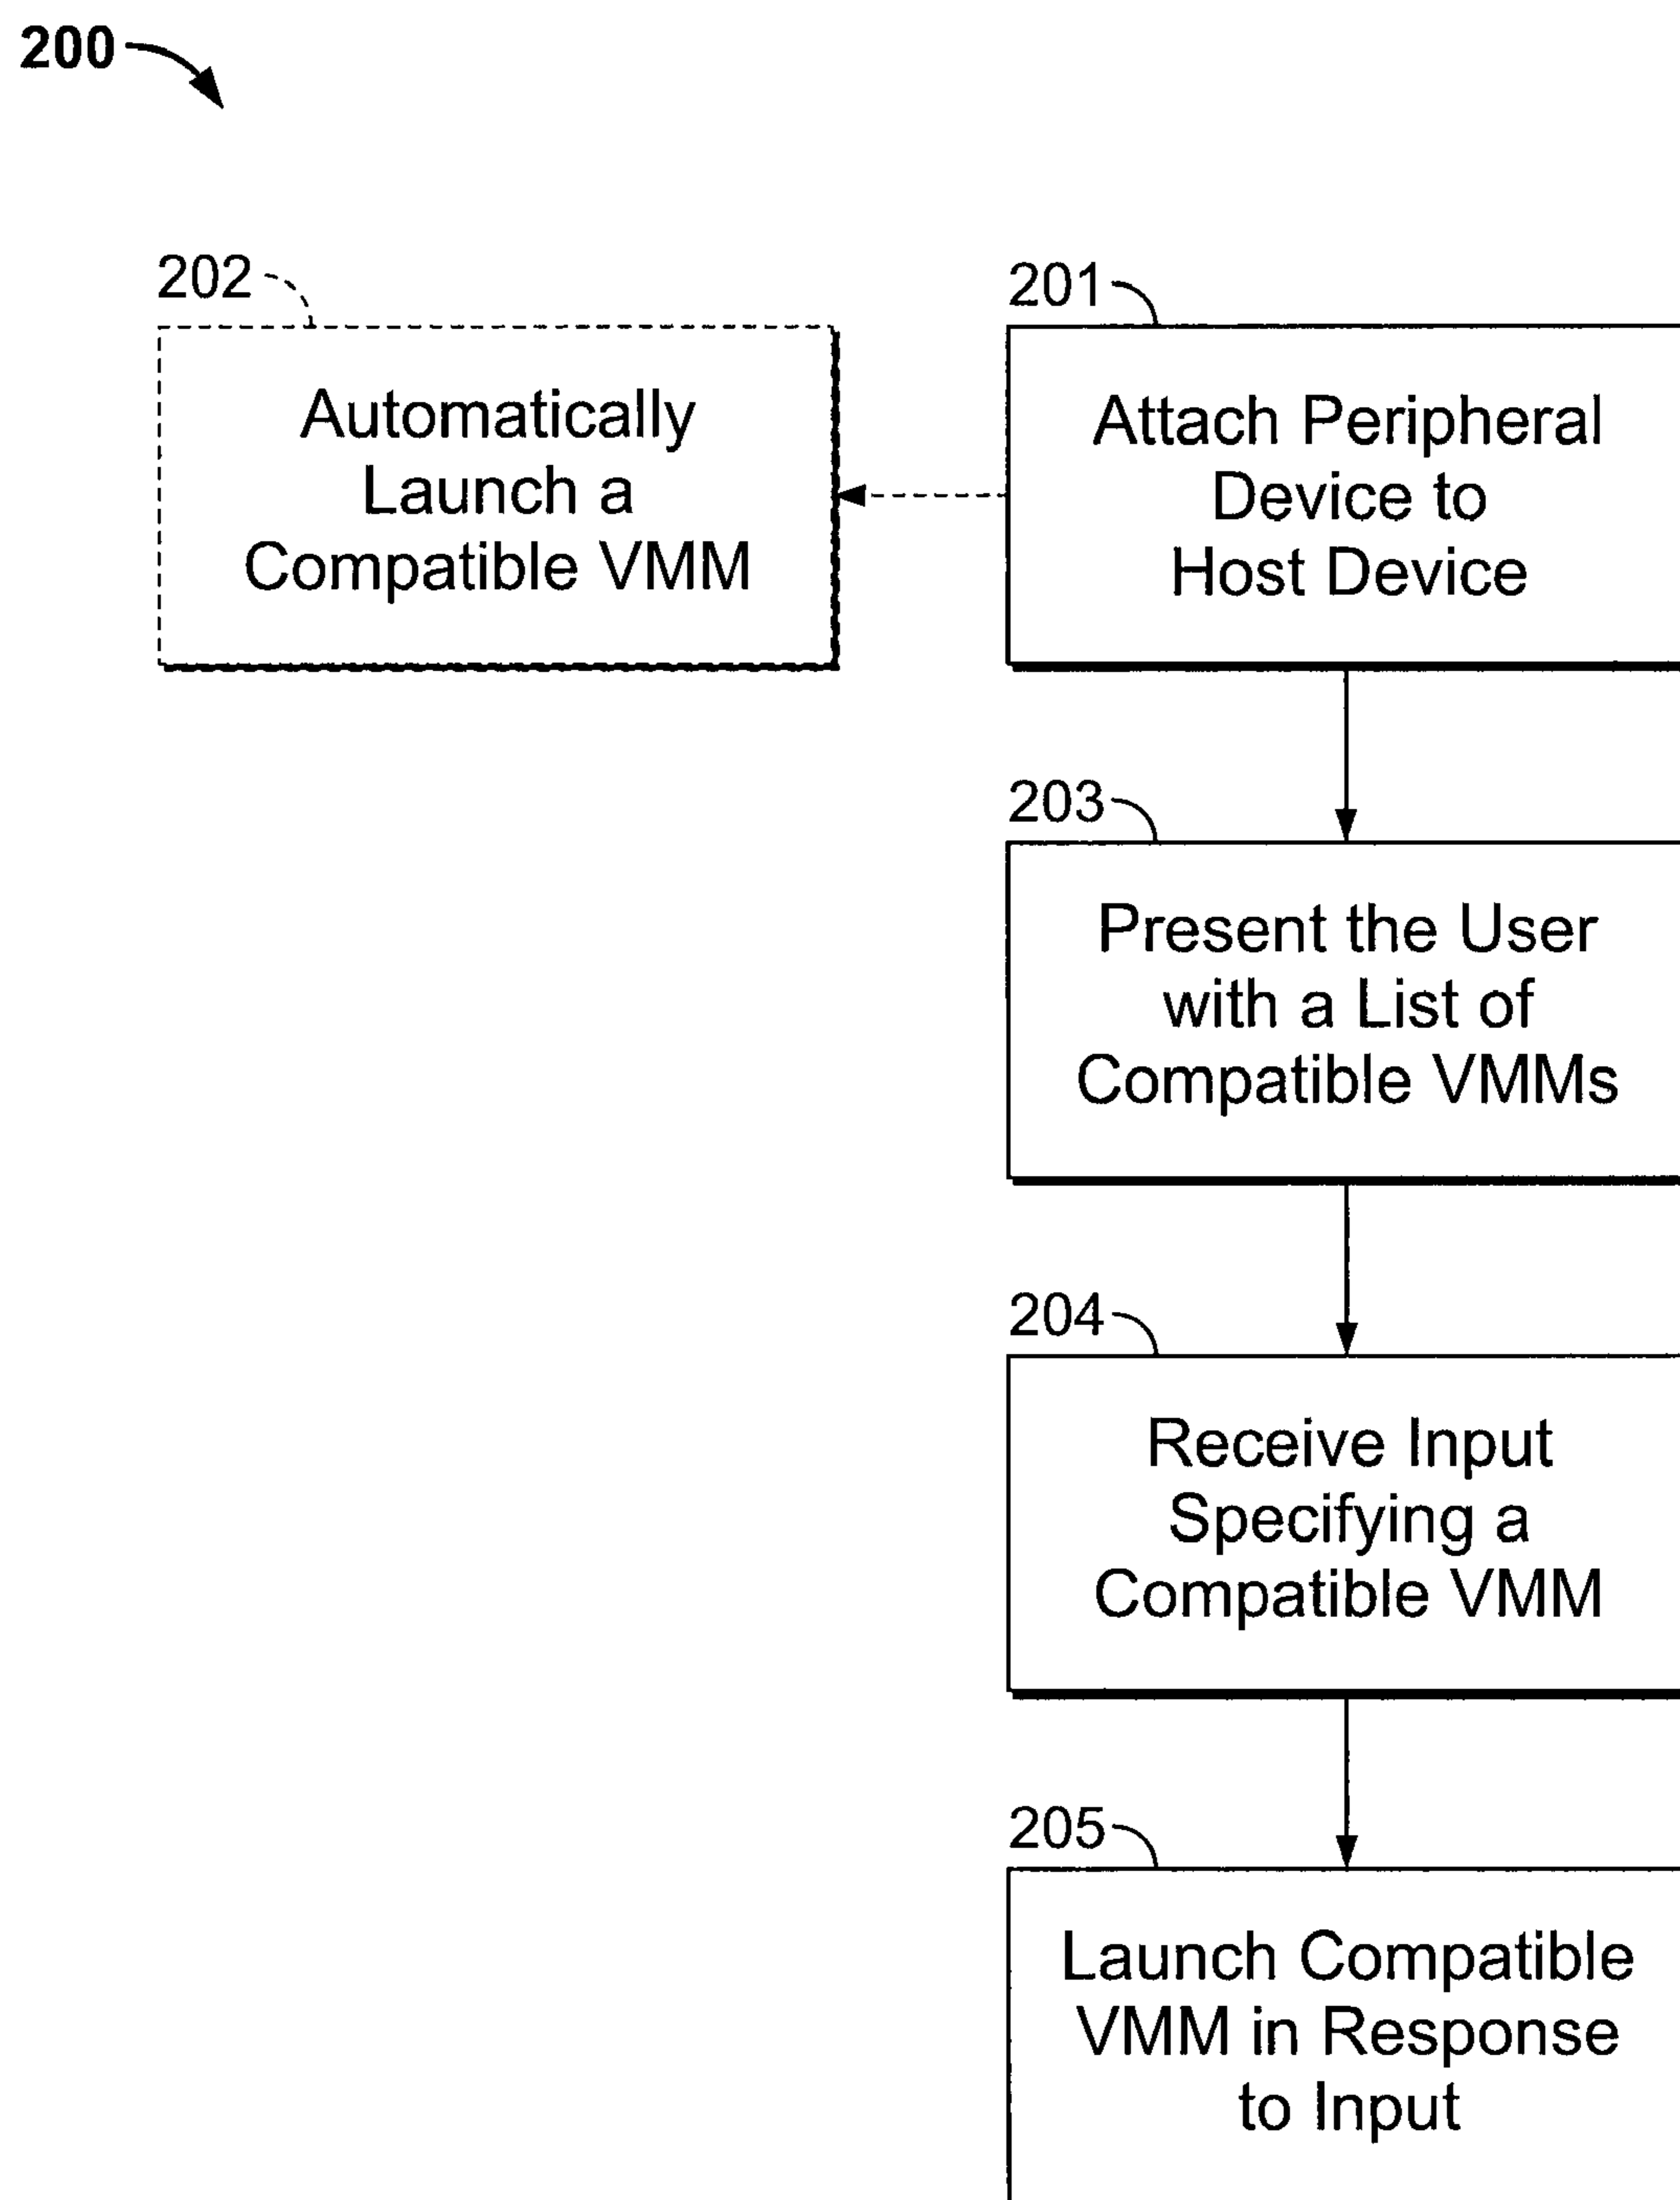 200
202
Automatically
Launch a
Compatible VMM
201
Attach Peripheral
Device to
Host Device
203
Present the User
with a List of
Compatible VMMs
204
Receive Input
Specifying a
Compatible VMM
205
Launch Compatible
VMM in Response
to Input